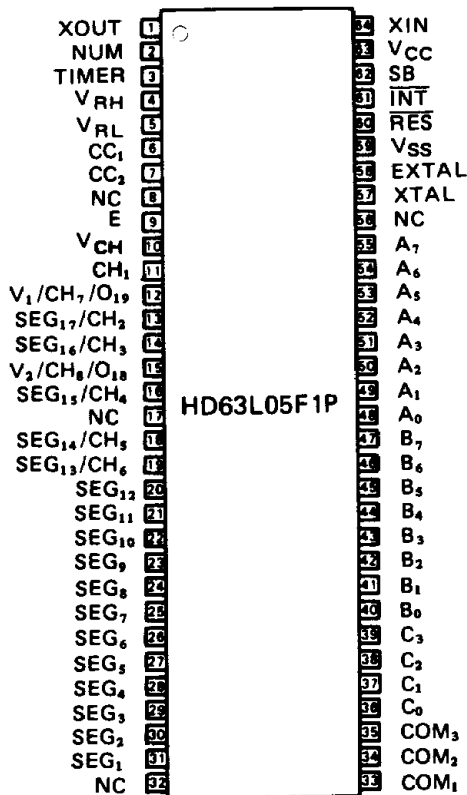 XOUT 1 64 XIN
NUM 2 63 VCC
TIMER 3 62 SB
VRH 4 61 INT
VRL 5 60 RES
CC₁ 6 59 VSS
CC₂ 7 58 EXTAL
NC 8 57 XTAL
E 9 56 NC
VCH 10 55 A₇
CH₁ 11 54 A₆
V₁/CH₇/O₁₉ 12 53 A₅
SEG₁₇/CH₂ 13 52 A₄
SEG₁₆/CH₃ 14 51 A₃
V₂/CH₈/O₁₈ 15 50 A₂
SEG₁₅/CH₄ 16 49 A₁
NC 17 HD63L05F1P 48 A₀
SEG₁₄/CH₅ 18 47 B₇
SEG₁₃/CH₆ 19 46 B₆
SEG₁₂ 20 45 B₅
SEG₁₁ 21 44 B₄
SEG₁₀ 22 43 B₃
SEG₉ 23 42 B₂
SEG₈ 24 41 B₁
SEG₇ 25 40 B₀
SEG₆ 26 39 C₃
SEG₅ 27 38 C₂
SEG₄ 28 37 C₁
SEG₃ 29 36 C₀
SEG₂ 30 35 COM₃
SEG₁ 31 34 COM₂
NC 32 33 COM₁